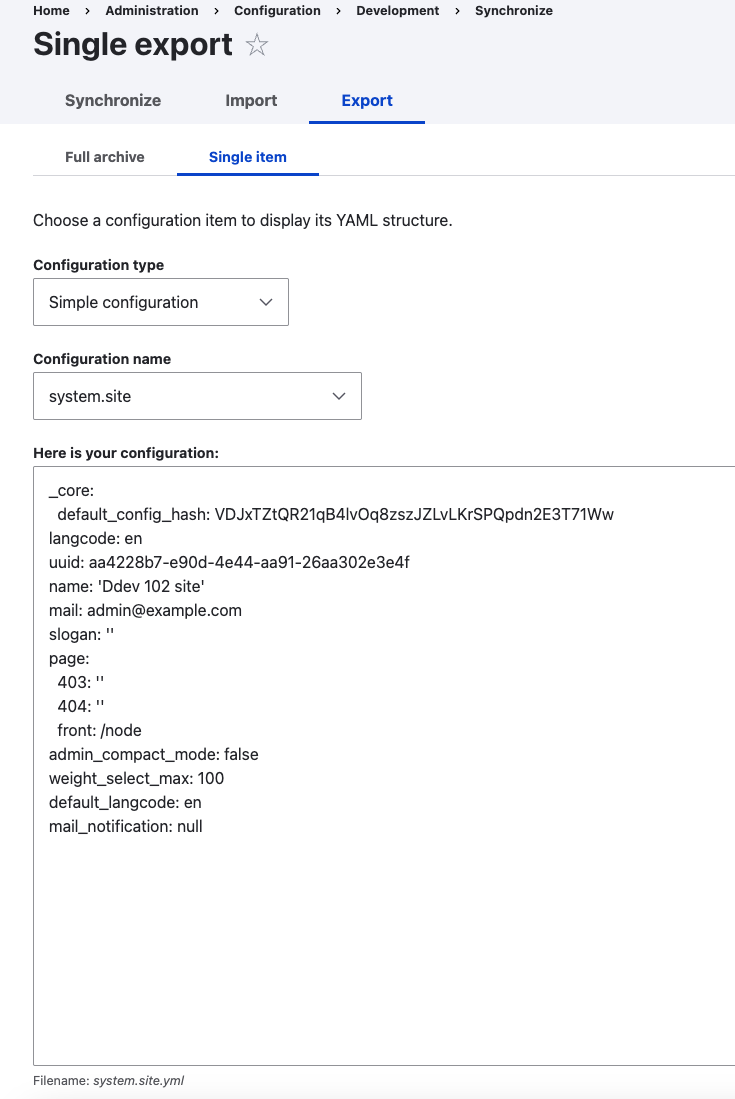 Home > Administration > Configuration > Development > Synchronize
Single export
Synchronize Import Export
Full archive Single item
Choose a configuration item to display its YAML structure.
Configuration type
Simple configuration
Configuration name
system.site
Here is your configuration:
_core:
  default_config_hash: VDJxTZtQR21qB4lvOq8zszJZLvLKrSPQpdn2E3T71Ww
langcode: en
uuid: aa4228b7-e90d-4e44-aa91-26aa302e3e4f
name: 'Ddev 102 site'
mail: admin@example.com
slogan: ''
page:
  403: ''
  404: ''
  front: /node
admin_compact_mode: false
weight_select_max: 100
default_langcode: en
mail_notification: null
Filename: system.site.yml